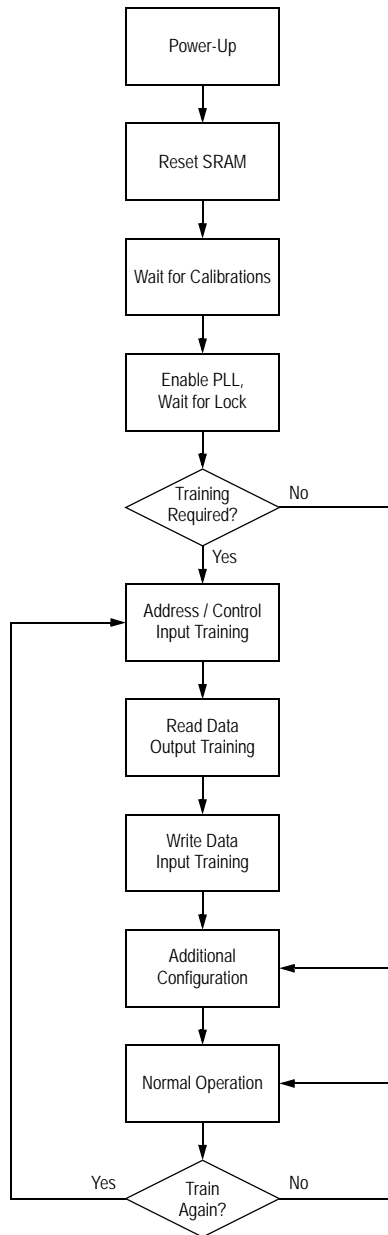 Power-Up
Reset SRAM
Wait for Calibrations
Enable PLL,
Wait for Lock
Training
Required?
No
Yes
Address / Control
Input Training
Read Data
Output Training
Write Data
Input Training
Additional
Configuration
Normal Operation
Yes
Train
Again?
No